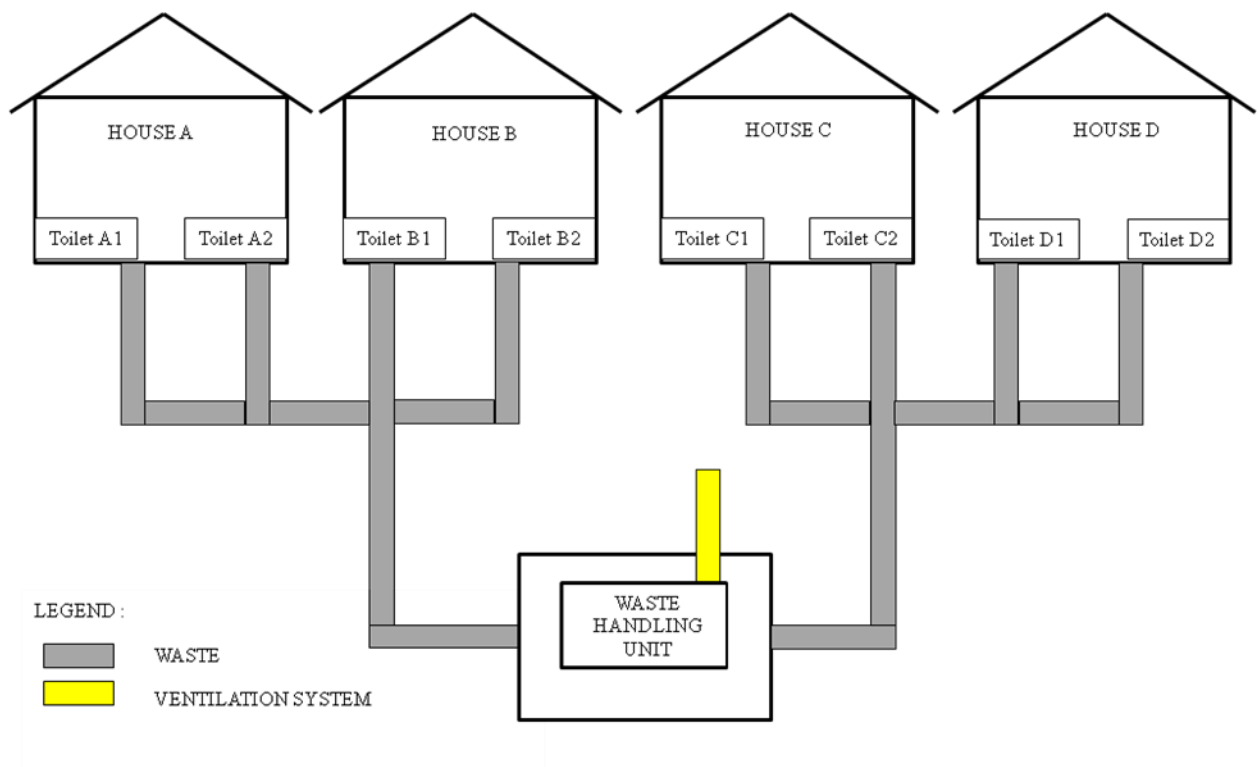 HOUSE A
HOUSE B
HOUSE C
HOUSE D
Toilet A1
Toilet A2
Toilet B1
Toilet B2
Toilet C1
Toilet C2
Toilet D1
Toilet D2
WASTE
HANDLING
UNIT
LEGEND :
WASTE
VENTILATION SYSTEM